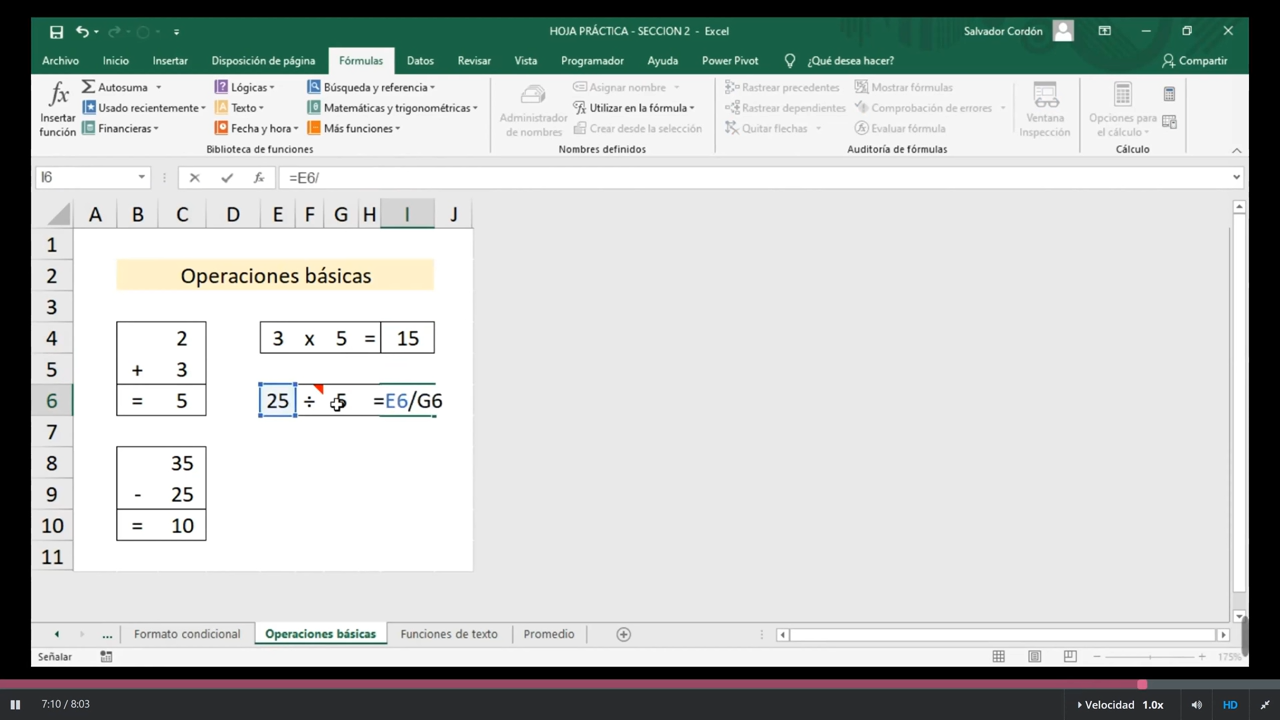 HOJA PRÁCTICA - SECCION 2 - Excel
Salvador Cordón
Archivo Inicio Insertar Disposición de página Fórmulas Datos Revisar Vista Programador Ayuda Power Pivot ¿Qué desea hacer? Compartir
fx Insertar función
Σ Autosuma
Usado recientemente
Financieras
Lógicas
Texto
Fecha y hora
Búsqueda y referencia
Matemáticas y trigonométricas
Más funciones
Biblioteca de funciones
Administrador de nombres
Asignar nombre
Utilizar en la fórmula
Crear desde la selección
Nombres definidos
Rastrear precedentes
Rastrear dependientes
Quitar flechas
Mostrar fórmulas
Comprobación de errores
Evaluar fórmula
Auditoría de fórmulas
Ventana Inspección
Opciones para el cálculo
Cálculo
I6 fx =E6/
A B C D E F G H I J
1
2 Operaciones básicas
3
4 2 3 x 5 = 15
5 + 3
6 = 5 25 ÷ 5 =E6/G6
7
8 35
9 - 25
10 = 10
11
... Formato condicional Operaciones básicas Funciones de texto Promedio
Señalar 175%
7:10 / 8:03 Velocidad 1.0x HD